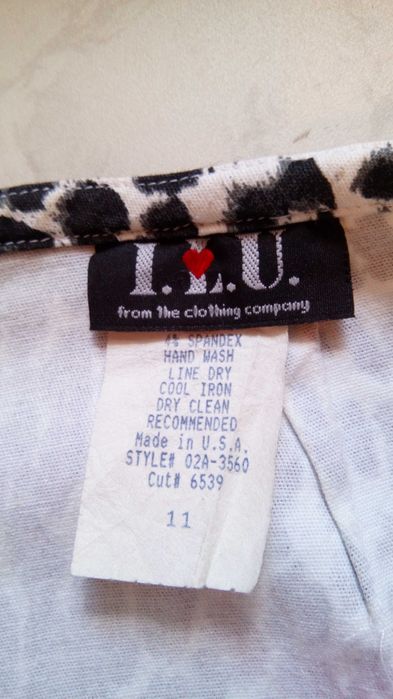 I.L.U.
from the clothing company
4% SPANDEX
HAND WASH
LINE DRY
COOL IRON
DRY CLEAN
RECOMMENDED
Made in U.S.A.
STYLE# 02A-3560
Cut# 6539
11